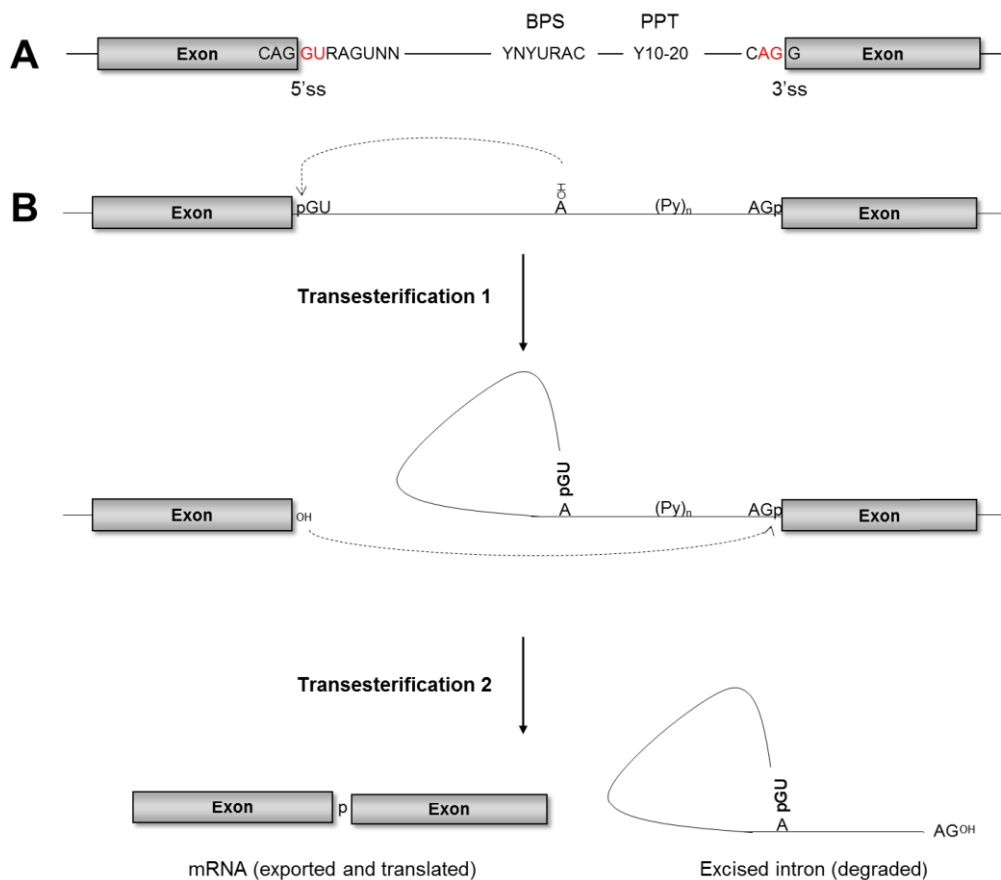 BPS PPT
A Exon CAG GURAGUNN YNYURAC Y10-20 CAG G Exon
5'ss 3'ss
OH
B Exon pGU A (Py)n AGp Exon
Transesterification 1
pGU
Exon OH A (Py)n AGp Exon
Transesterification 2
pGU
Exon p Exon A AGOH
mRNA (exported and translated) Excised intron (degraded)